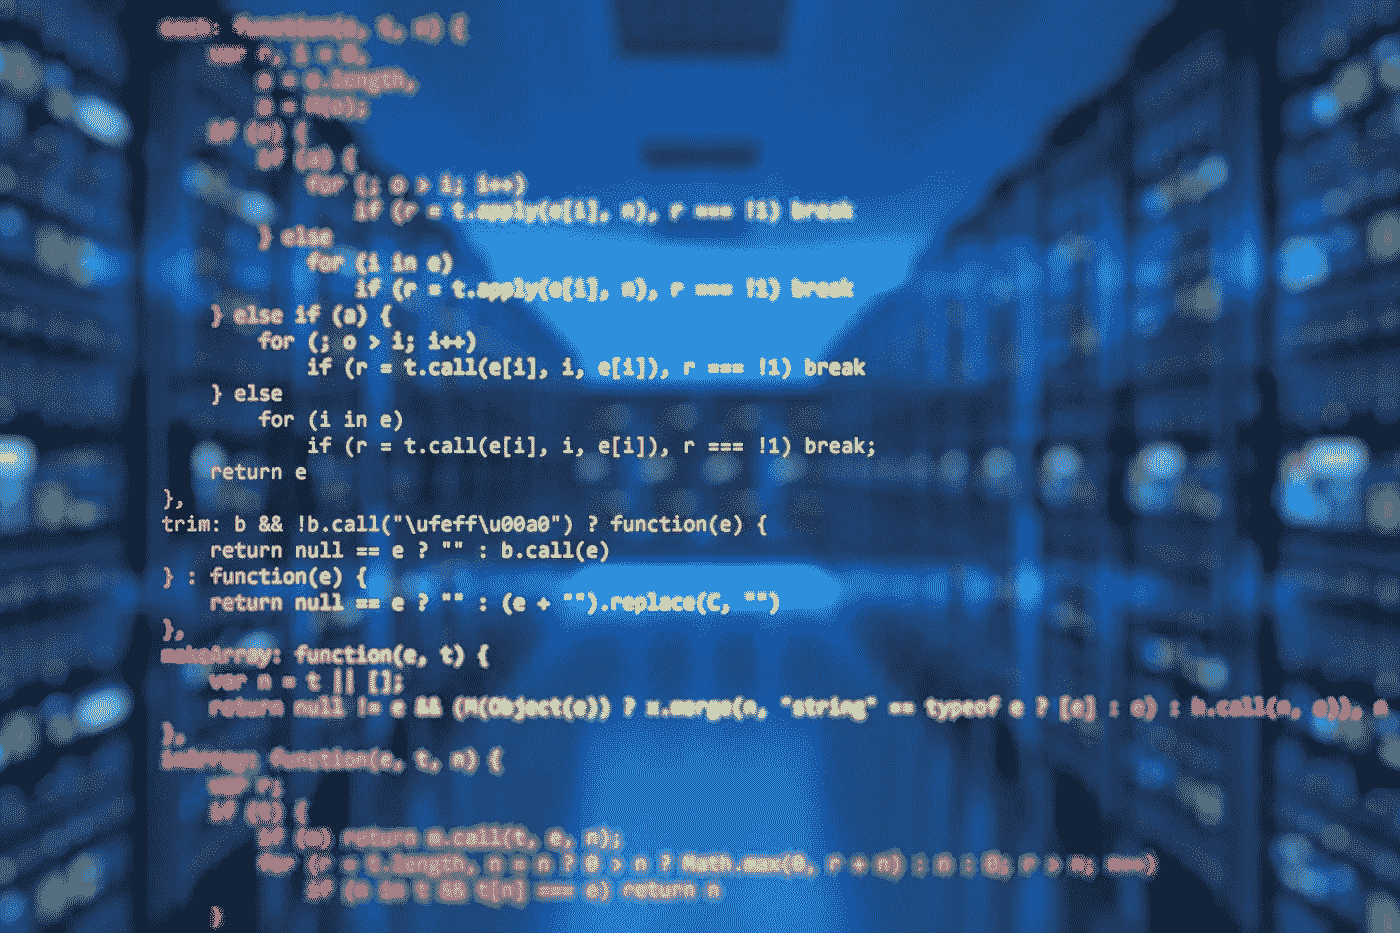 function(e, t, n) {
var r, i = 0,
o = e.length,
a = M(e);
if (n) {
if (a) {
for (; o > i; i++)
if (r = t.apply(e[i], n), r === !1) break
} else
for (i in e)
if (r = t.apply(e[i], n), r === !1) break
} else if (a) {
for (; o > i; i++)
if (r = t.call(e[i], i, e[i]), r === !1) break
} else
for (i in e)
if (r = t.call(e[i], i, e[i]), r === !1) break;
return e
},
trim: b && !b.call("\ufeff\u00a0") ? function(e) {
return null == e ? "" : b.call(e)
} : function(e) {
return null == e ? "" : (e + "").replace(C, "")
},
makeArray: function(e, t) {
var n = t || [];
return null != e && (M(Object(e)) ? x.merge(n, "string" == typeof e ? [e] : e) : h.call(n, e)), n
},
function(e, t, n) {
var r;
if (t) {
if (m) return m.call(t, e, n);
for (r = t.length, n = n ? 0 > n ? Math.max(0, r + n) : n : 0; r > n; n++)
if (n in t && t[n] === e) return n
}